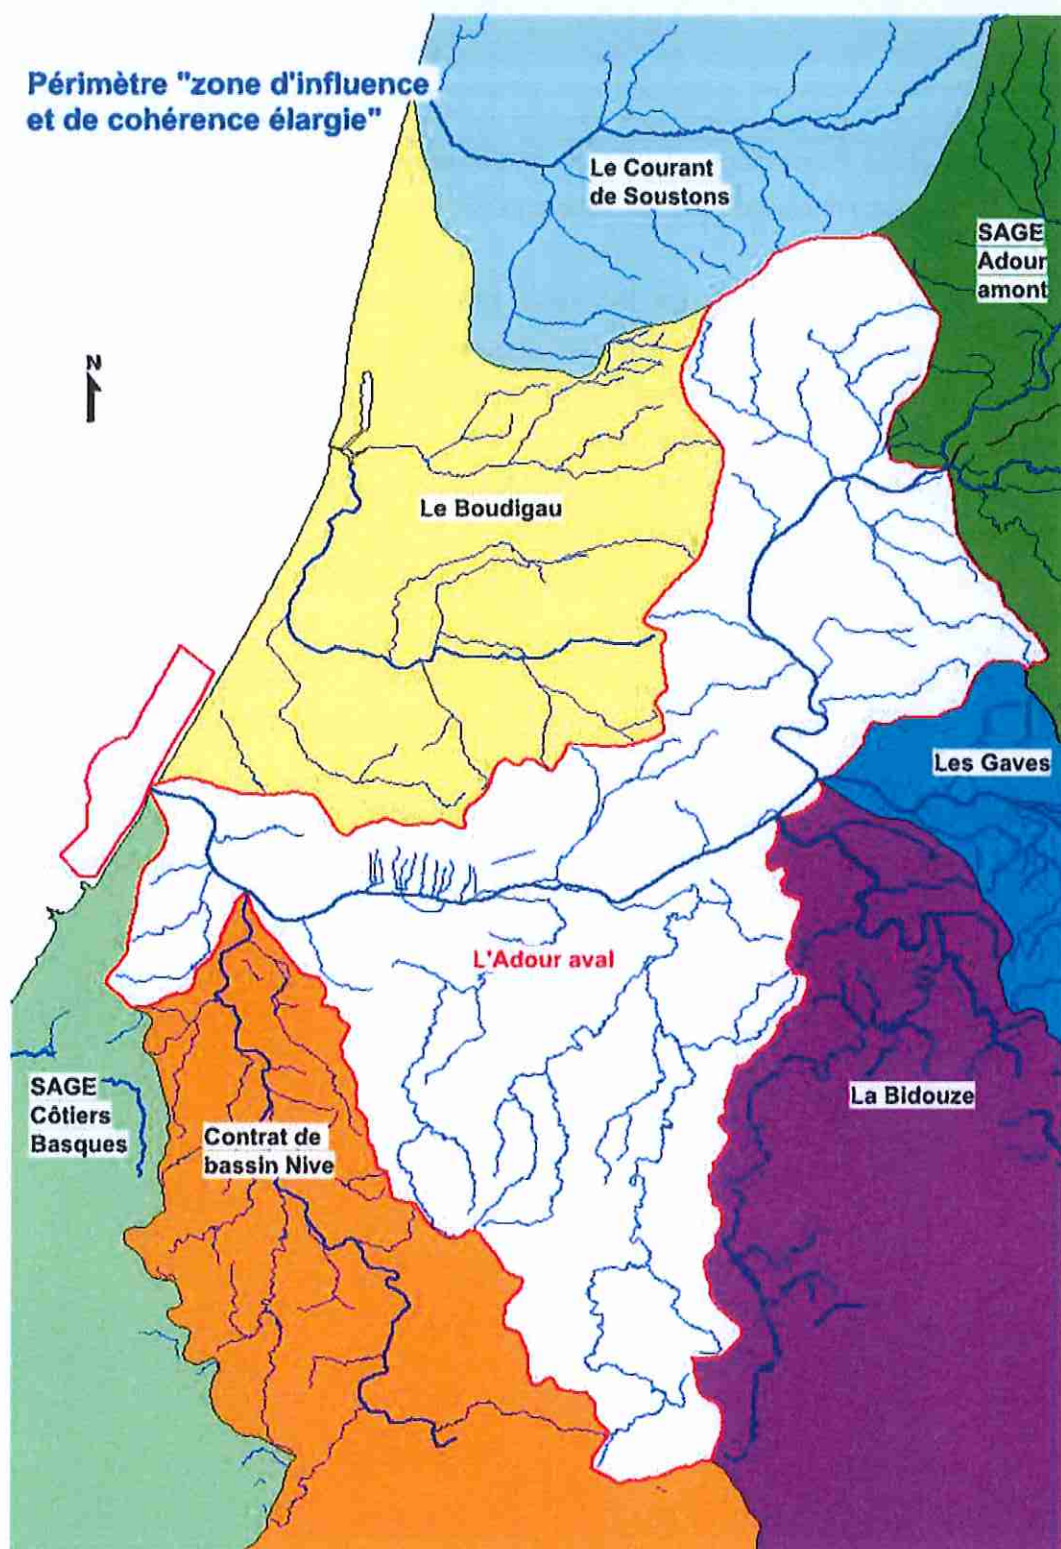 Périmètre "zone d'influence
et de cohérence élargie"
Le Courant
de Soustons
SAGE
Adour
amont
N
Le Boudigau
Les Gaves
L'Adour aval
La Bidouze
SAGE
Côtiers
Basques
Contrat de
bassin Nive